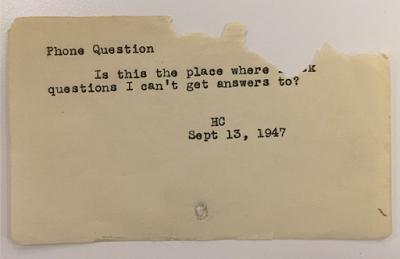 Phone Question
Is this the place where
questions I can't get answers to?
HC
Sept 13, 1947